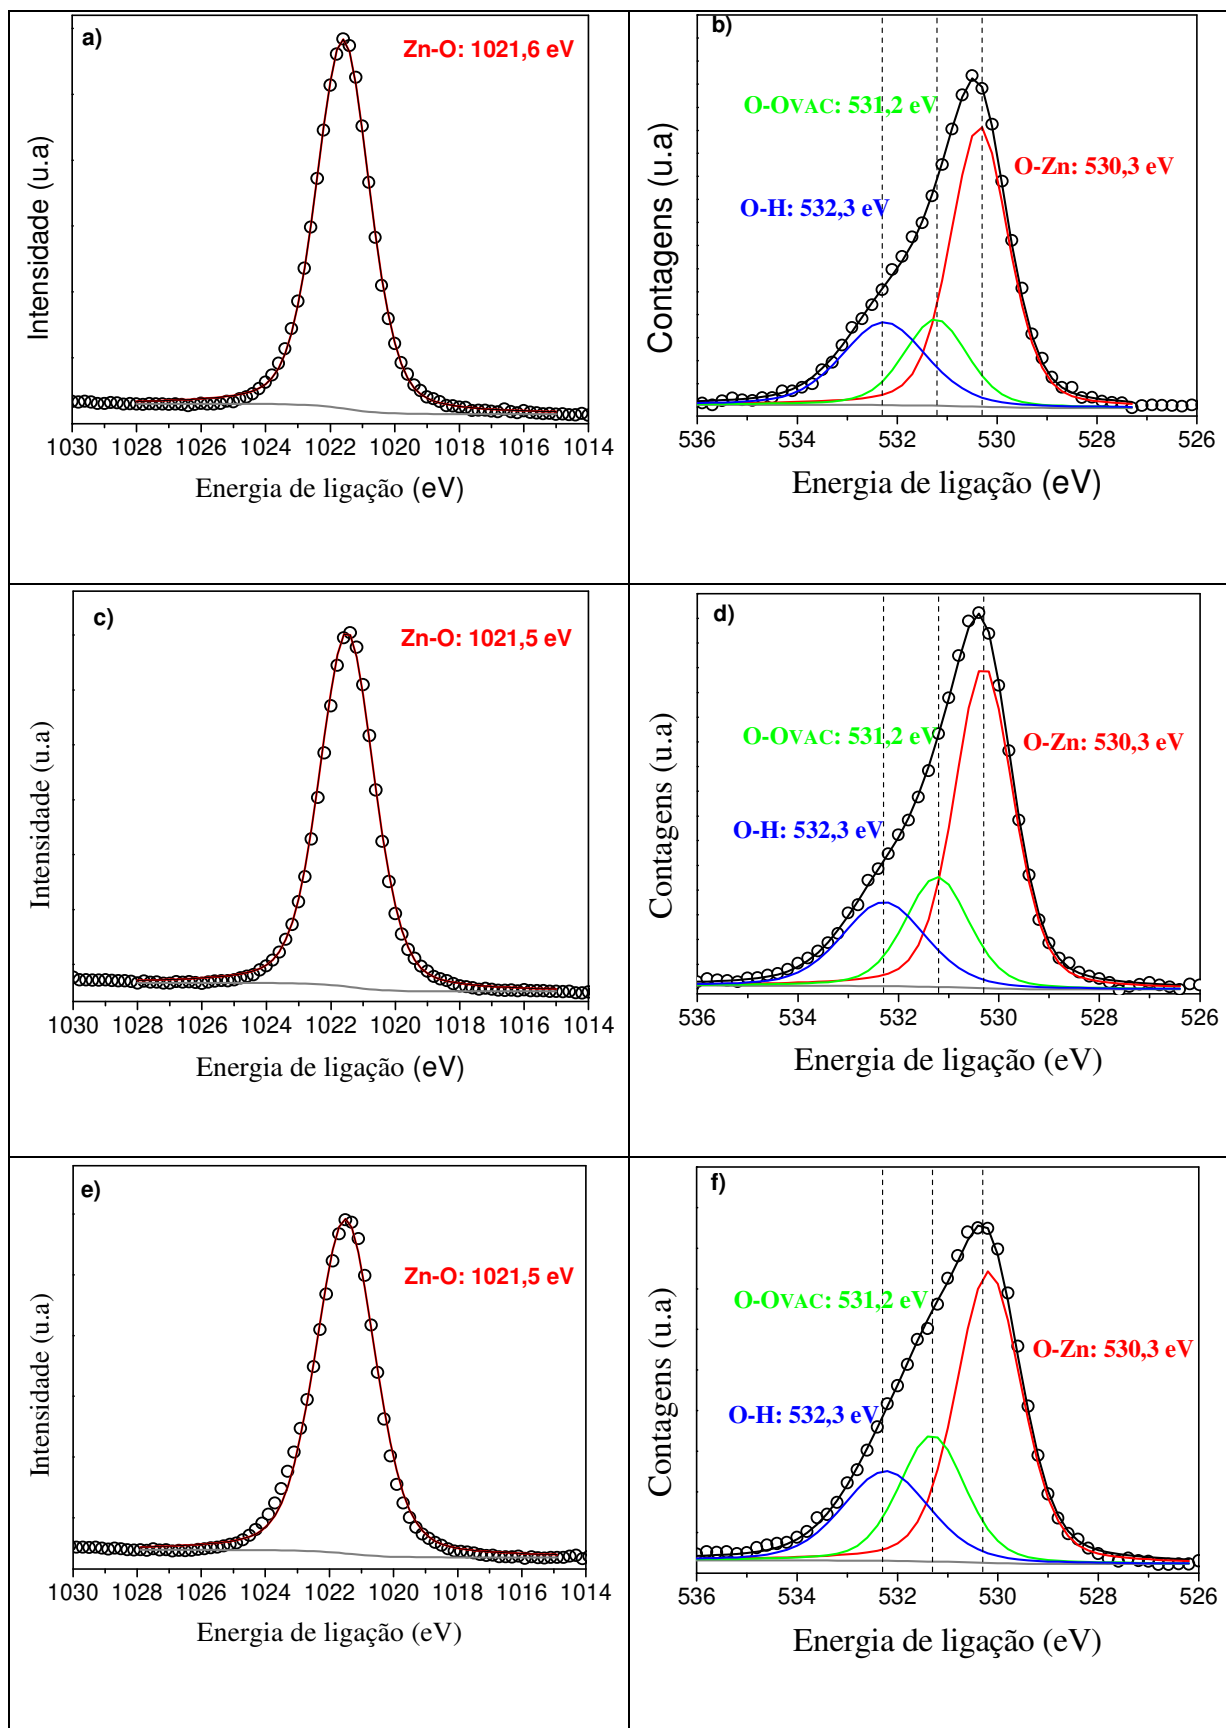 a)
Zn-O: 1021,6 eV
Intensidade (u.a)
1030 1028 1026 1024 1022 1020 1018 1016 1014
Energia de ligação (eV)
b)
O-OVAC: 531,2 eV
O-Zn: 530,3 eV
O-H: 532,3 eV
Contagens (u.a)
536 534 532 530 528 526
Energia de ligação (eV)
c)
Zn-O: 1021,5 eV
Intensidade (u.a)
1030 1028 1026 1024 1022 1020 1018 1016 1014
Energia de ligação (eV)
d)
O-OVAC: 531,2 eV
O-Zn: 530,3 eV
O-H: 532,3 eV
Contagens (u.a)
536 534 532 530 528 526
Energia de ligação (eV)
e)
Zn-O: 1021,5 eV
Intensidade (u.a)
1030 1028 1026 1024 1022 1020 1018 1016 1014
Energia de ligação (eV)
f)
O-OVAC: 531,2 eV
O-Zn: 530,3 eV
O-H: 532,3 eV
Contagens (u.a)
536 534 532 530 528 526
Energia de ligação (eV)